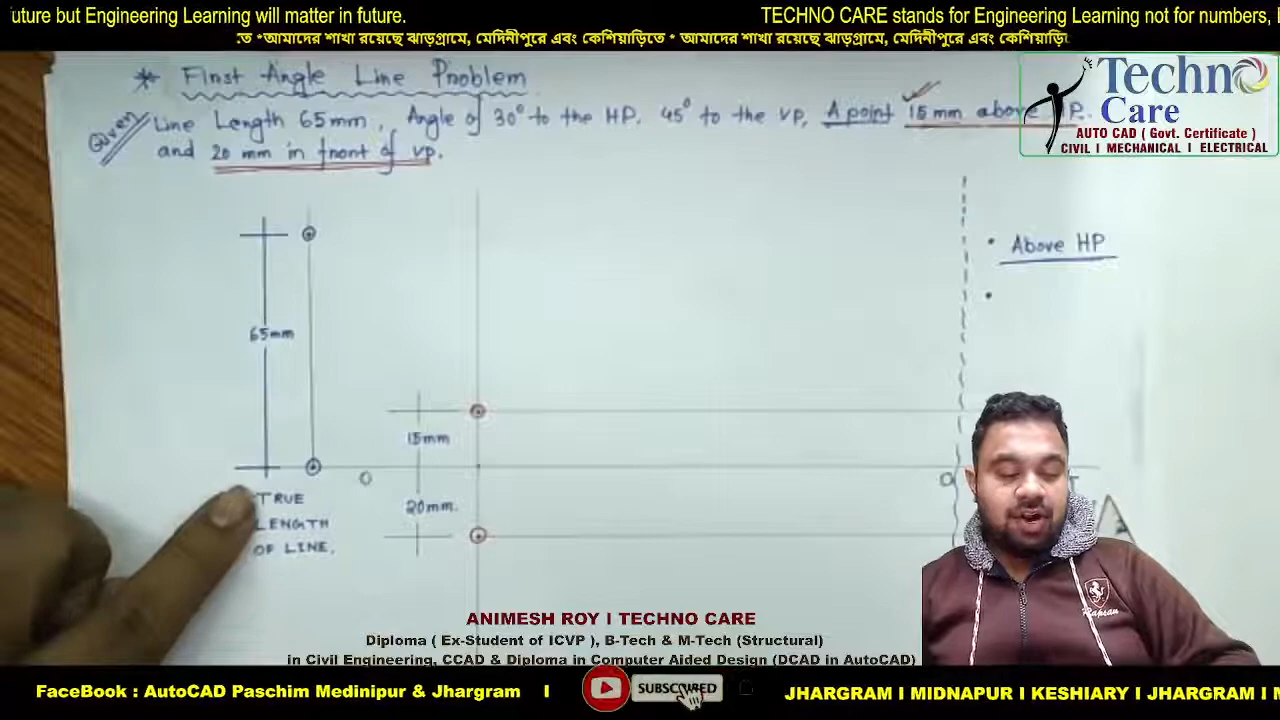 uture but Engineering Learning will matter in future.
TECHNO CARE stands for Engineering Learning not for numbers,
*আমাদের শাখা রয়েছে ঝাড়গ্রামে, মেদিনীপুরে এবং কেশিয়াড়িতে * আমাদের শাখা রয়েছে ঝাড়গ্রামে, মেদিনীপুরে এবং
* First Angle Line Problem
Given Line Length 65mm, Angle of 30° to the HP. 45° to the VP, A point 15 mm above HP.
and 20 mm in front of VP.
Techno
Care
AUTO CAD ( Govt. Certificate )
CIVIL I MECHANICAL I ELECTRICAL
• Above HP
•
65mm
15mm
O
O
20mm.
TRUE
LENGTH
OF LINE.
Rapsan
ANIMESH ROY I TECHNO CARE
Diploma ( Ex-Student of ICVP ), B-Tech & M-Tech (Structural)
in Civil Engineering, CCAD & Diploma in Computer Aided Design (DCAD in AutoCAD)
FaceBook : AutoCAD Paschim Medinipur & Jhargram I
SUBSCRIBED
JHARGRAM I MIDNAPUR I KESHIARY I JHARGRAM I M